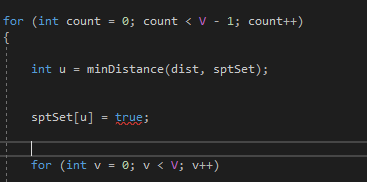 for (int count = 0; count < V - 1; count++)
{
int u = minDistance(dist, sptSet);
sptSet[u] = true;
for (int v = 0; v < V; v++)